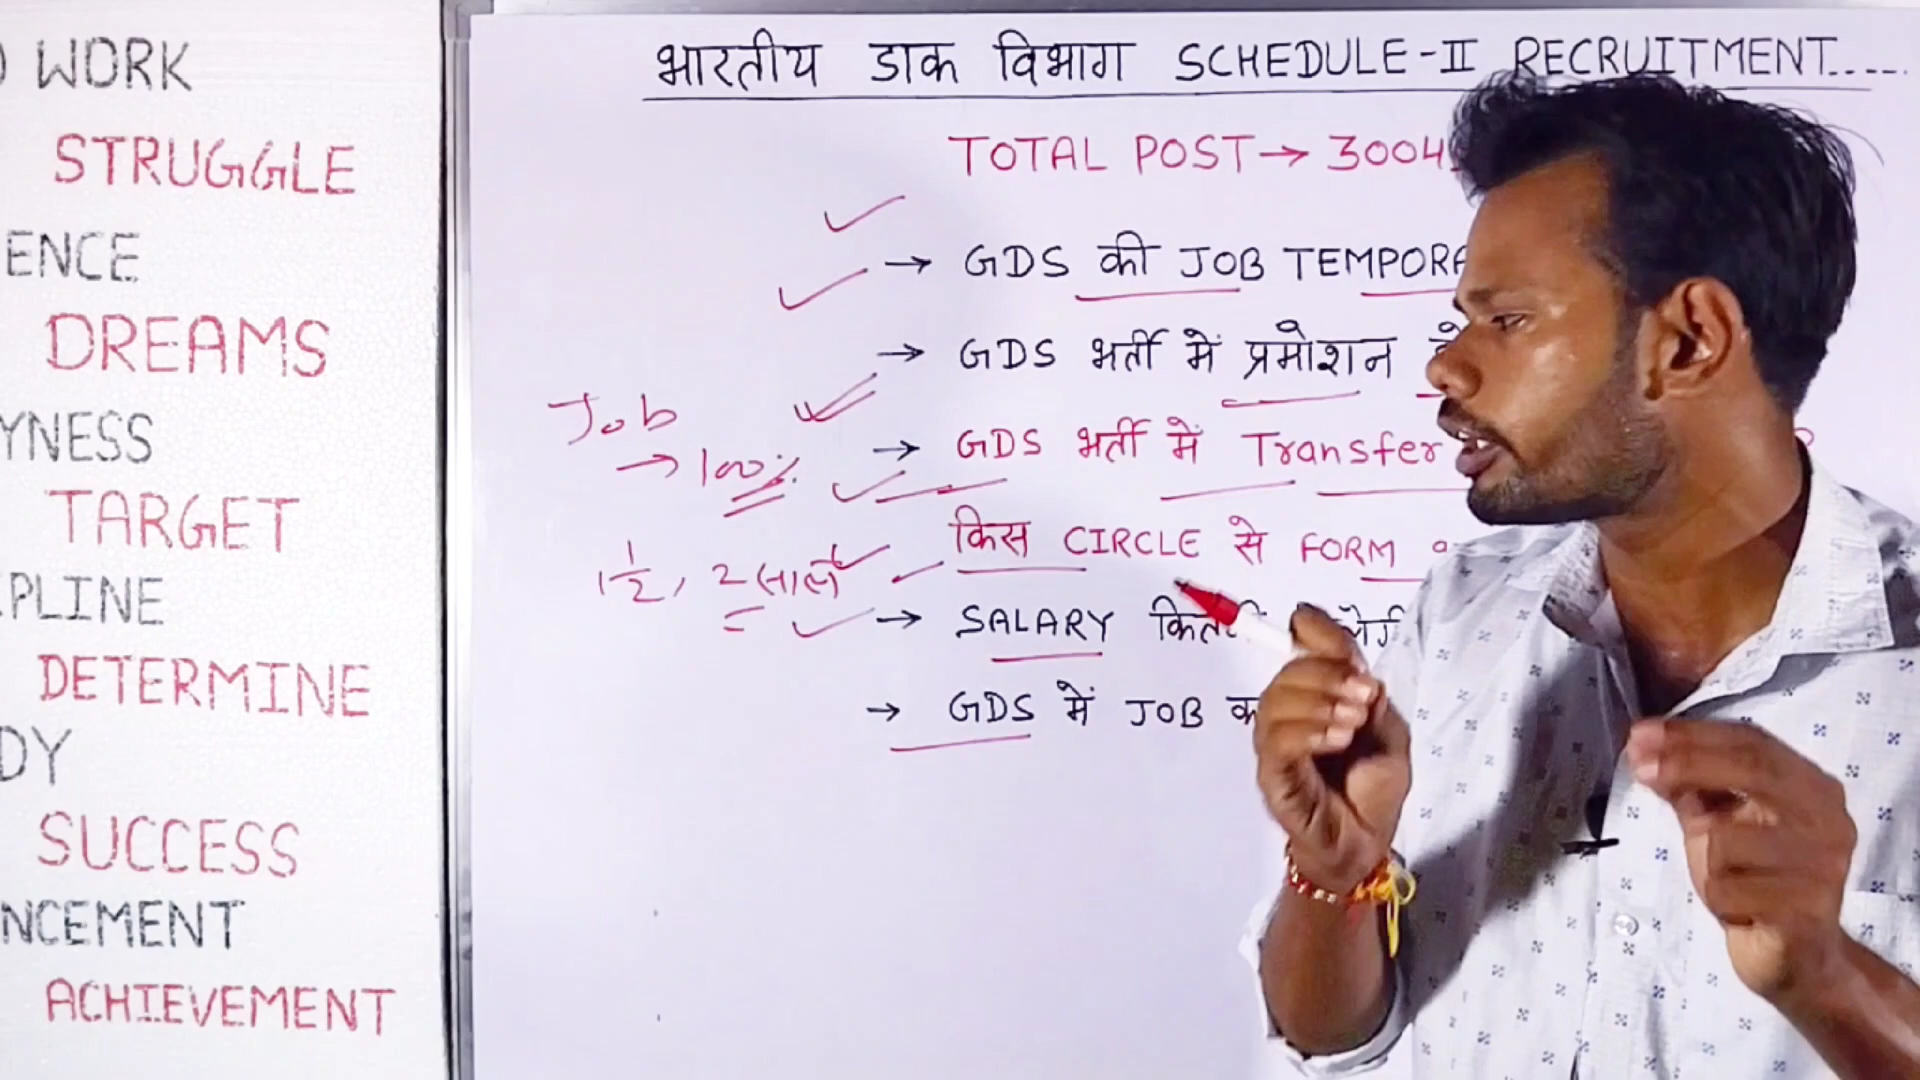 WORK
STRUGGLE
ENCE
DREAMS
YNESS
TARGET
PLINE
DETERMINE
DY
SUCCESS
NCEMENT
ACHIEVEMENT
भारतीय डाक विभाग SCHEDULE-II RECRUITMENT.....
TOTAL POST → 3004
→ GDS की JOB TEMPORA
→ GDS भर्ती में प्रमोशन
Job
→ 100%
→ GDS भर्ती में Transfer
किस CIRCLE से FORM
1 1/2, 2 साल
→ SALARY
→ GDS में JOB